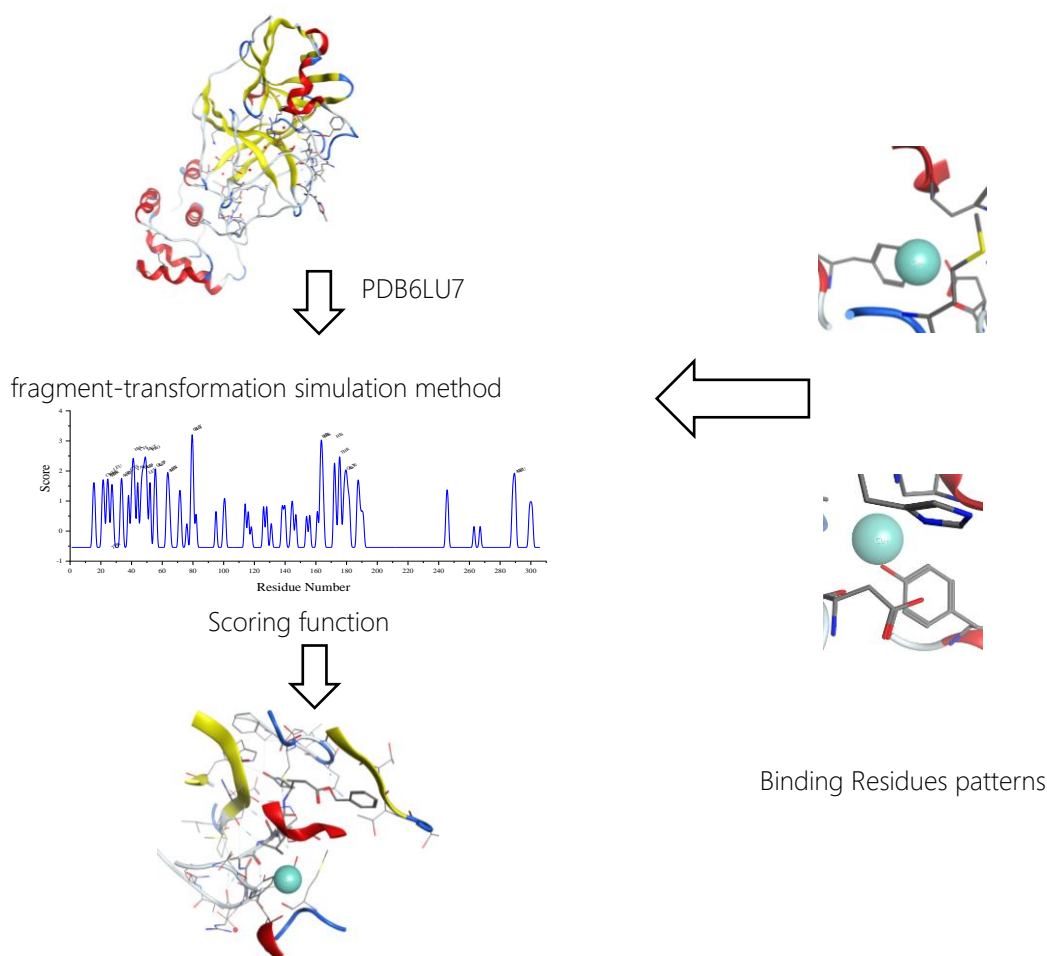 PDB6LU7
fragment-transformation simulation method
4
3
2
1
0
-1
Score
0 20 40 60 80 100 120 140 160 180 200 220 240 260 280 300
Residue Number
Scoring function
Binding Residues patterns